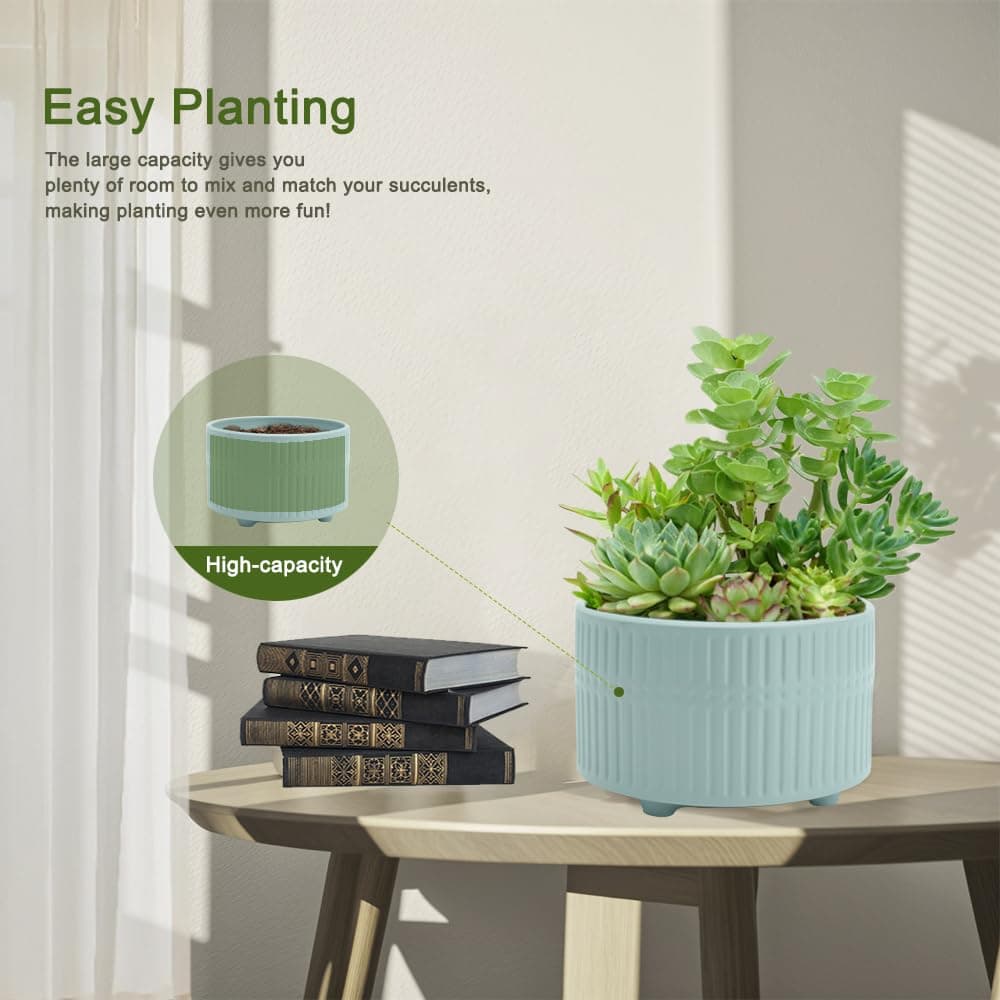 Easy Planting
The large capacity gives you
plenty of room to mix and match your succulents,
making planting even more fun!
High-capacity